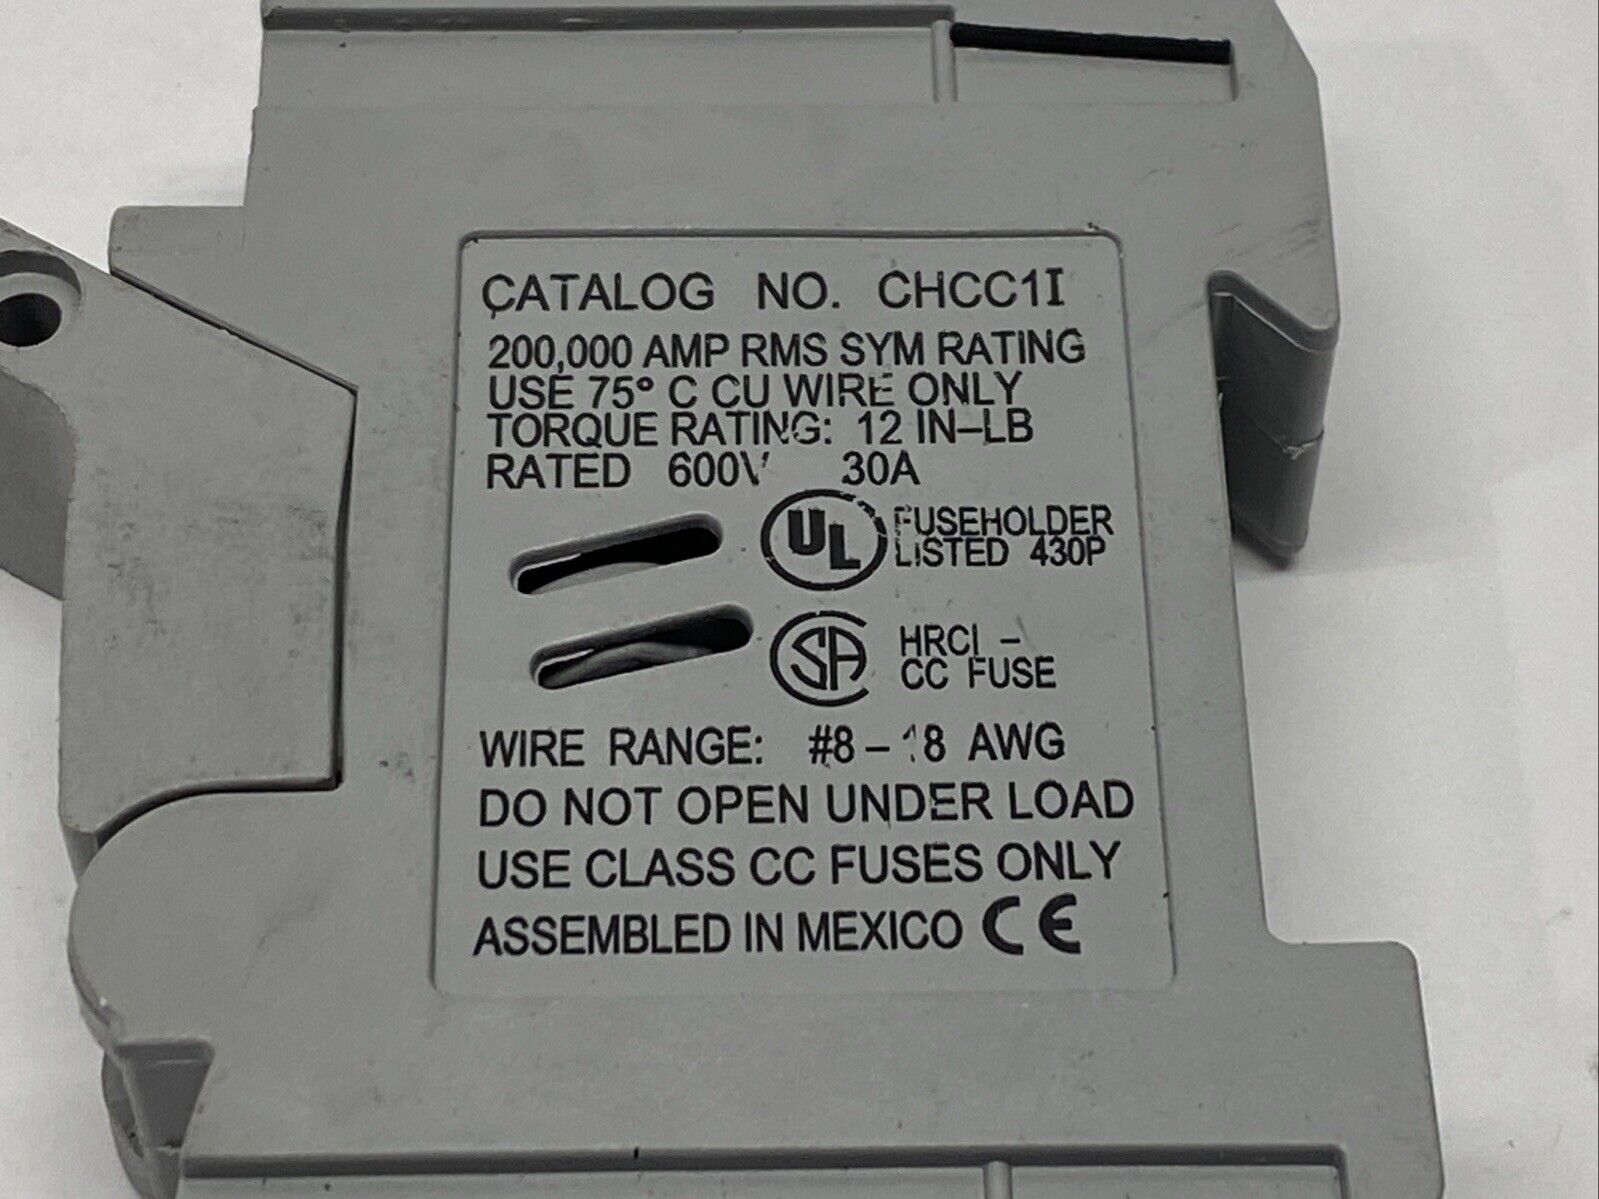 CATALOG NO. CHCC1I
200,000 AMP RMS SYM RATING
USE 75° C CU WIRE ONLY
TORQUE RATING: 12 IN-LB
RATED 600V 30A
UL FUSEHOLDER
LISTED 430P
SA HRCI -
CC FUSE
WIRE RANGE: #8 - 18 AWG
DO NOT OPEN UNDER LOAD
USE CLASS CC FUSES ONLY
ASSEMBLED IN MEXICO CE